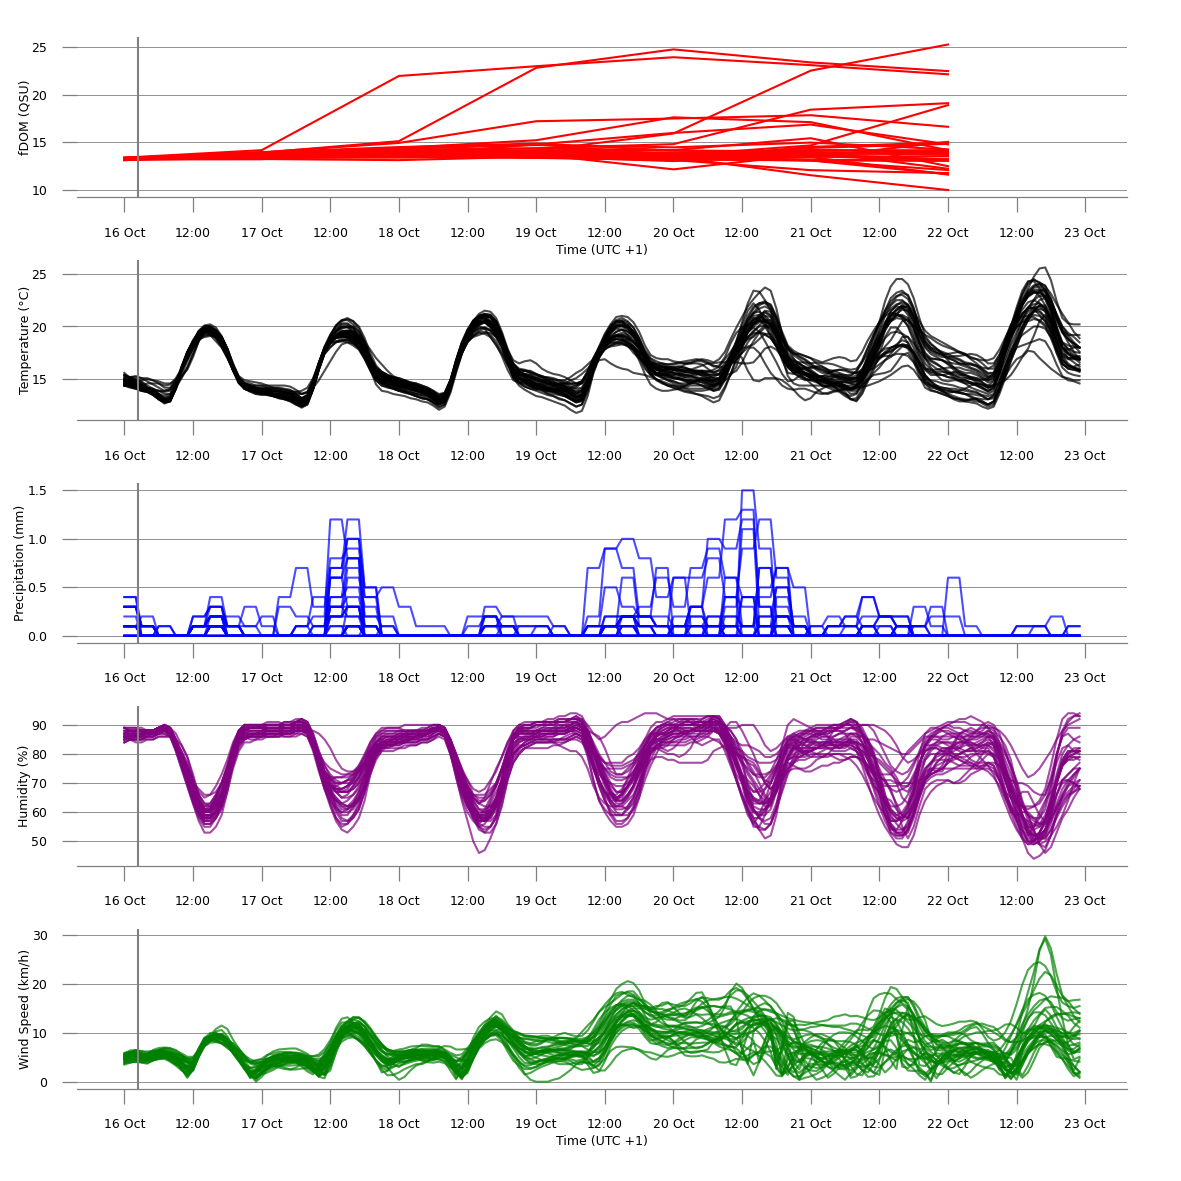 fDOM (QSU)
25
20
15
10
16 Oct 12:00 17 Oct 12:00 18 Oct 12:00 19 Oct 12:00 20 Oct 12:00 21 Oct 12:00 22 Oct 12:00 23 Oct
Time (UTC +1)
Temperature (°C)
25
20
15
16 Oct 12:00 17 Oct 12:00 18 Oct 12:00 19 Oct 12:00 20 Oct 12:00 21 Oct 12:00 22 Oct 12:00 23 Oct
Precipitation (mm)
1.5
1.0
0.5
0.0
16 Oct 12:00 17 Oct 12:00 18 Oct 12:00 19 Oct 12:00 20 Oct 12:00 21 Oct 12:00 22 Oct 12:00 23 Oct
Humidity (%)
90
80
70
60
50
16 Oct 12:00 17 Oct 12:00 18 Oct 12:00 19 Oct 12:00 20 Oct 12:00 21 Oct 12:00 22 Oct 12:00 23 Oct
Wind Speed (km/h)
30
20
10
0
16 Oct 12:00 17 Oct 12:00 18 Oct 12:00 19 Oct 12:00 20 Oct 12:00 21 Oct 12:00 22 Oct 12:00 23 Oct
Time (UTC +1)